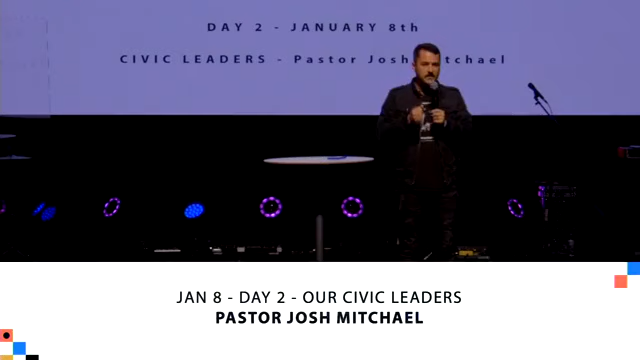 DAY 2 - JANUARY 8th
CIVIC LEADERS - Pastor Josh Mitchael
JAN 8 - DAY 2 - OUR CIVIC LEADERS
PASTOR JOSH MITCHAEL